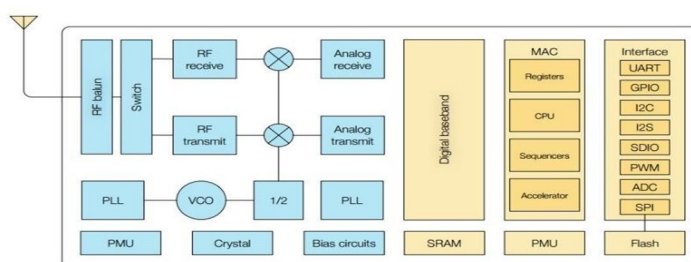 RF balun
Switch
RF
receive
Analog
receive
RF
transmit
Analog
transmit
PLL
VCO
1/2
PLL
PMU
Crystal
Bias circuits
Digital baseband
SRAM
MAC
Registers
CPU
Sequencers
Accelerator
PMU
Interface
UART
GPIO
I2C
I2S
SDIO
PWM
ADC
SPI
Flash